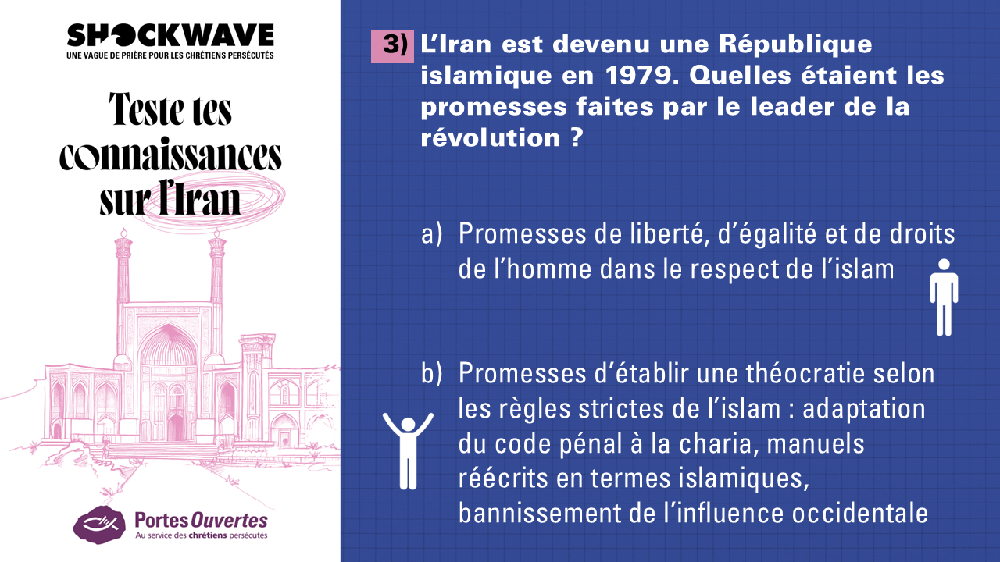 SHOCKWAVE
UNE VAGUE DE PRIÈRE POUR LES CHRÉTIENS PERSÉCUTÉS
Teste tes
connaissances
sur l’Iran
Portes Ouvertes
Au service des chrétiens persécutés
3) L’Iran est devenu une République
islamique en 1979. Quelles étaient les
promesses faites par le leader de la
révolution ?
a) Promesses de liberté, d’égalité et de droits
de l’homme dans le respect de l’islam
b) Promesses d’établir une théocratie selon
les règles strictes de l’islam : adaptation
du code pénal à la charia, manuels
réécrits en termes islamiques,
bannissement de l’influence occidentale